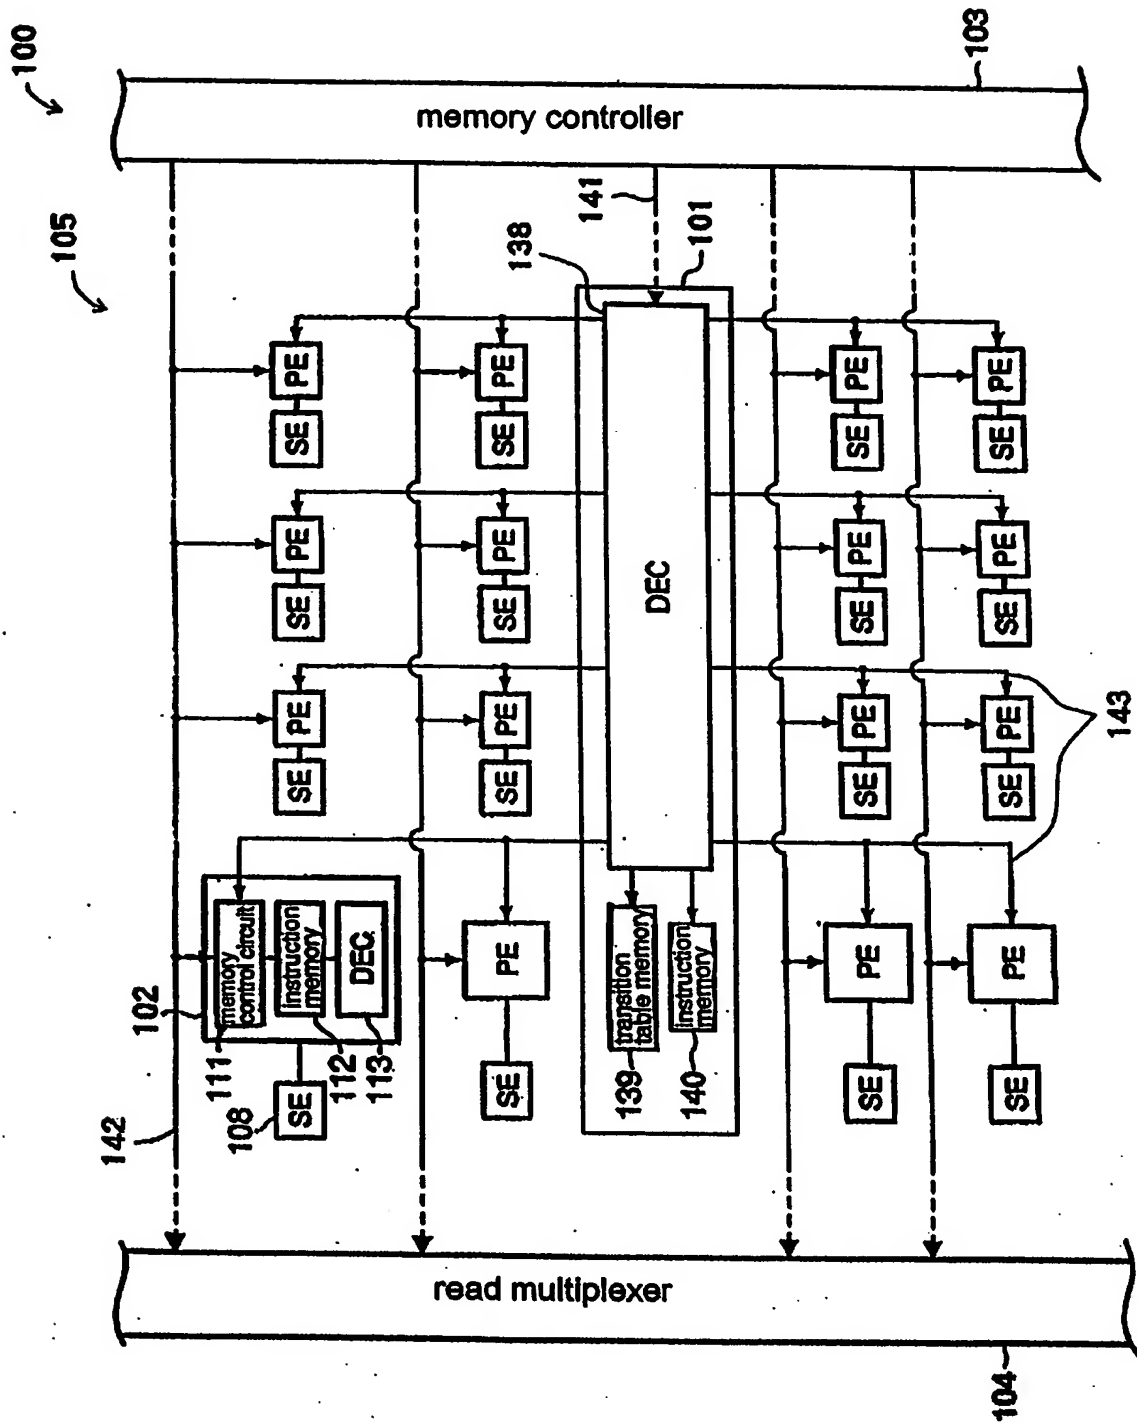 100
103
memory controller
105
141
101
138
PE
SE
PE
SE
PE
SE
PE
SE
PE
SE
PE
SE
PE
SE
PE
SE
DEC
PE
SE
PE
SE
PE
SE
PE
SE
143
102
memory
control circuit
instruction
memory
DEC
111
112
113
108
SE
142
PE
SE
transition
table memory
instruction
memory
139
140
PE
SE
PE
SE
read multiplexer
104